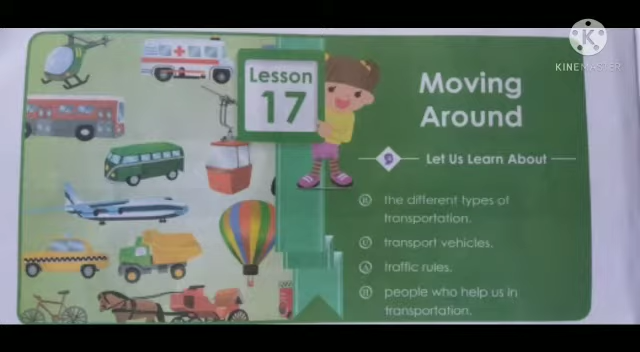 KINEMASTER
Lesson
17
Moving
Around
Let Us Learn About
the different types of
transportation.
transport vehicles.
traffic rules.
people who help us in
transportation.